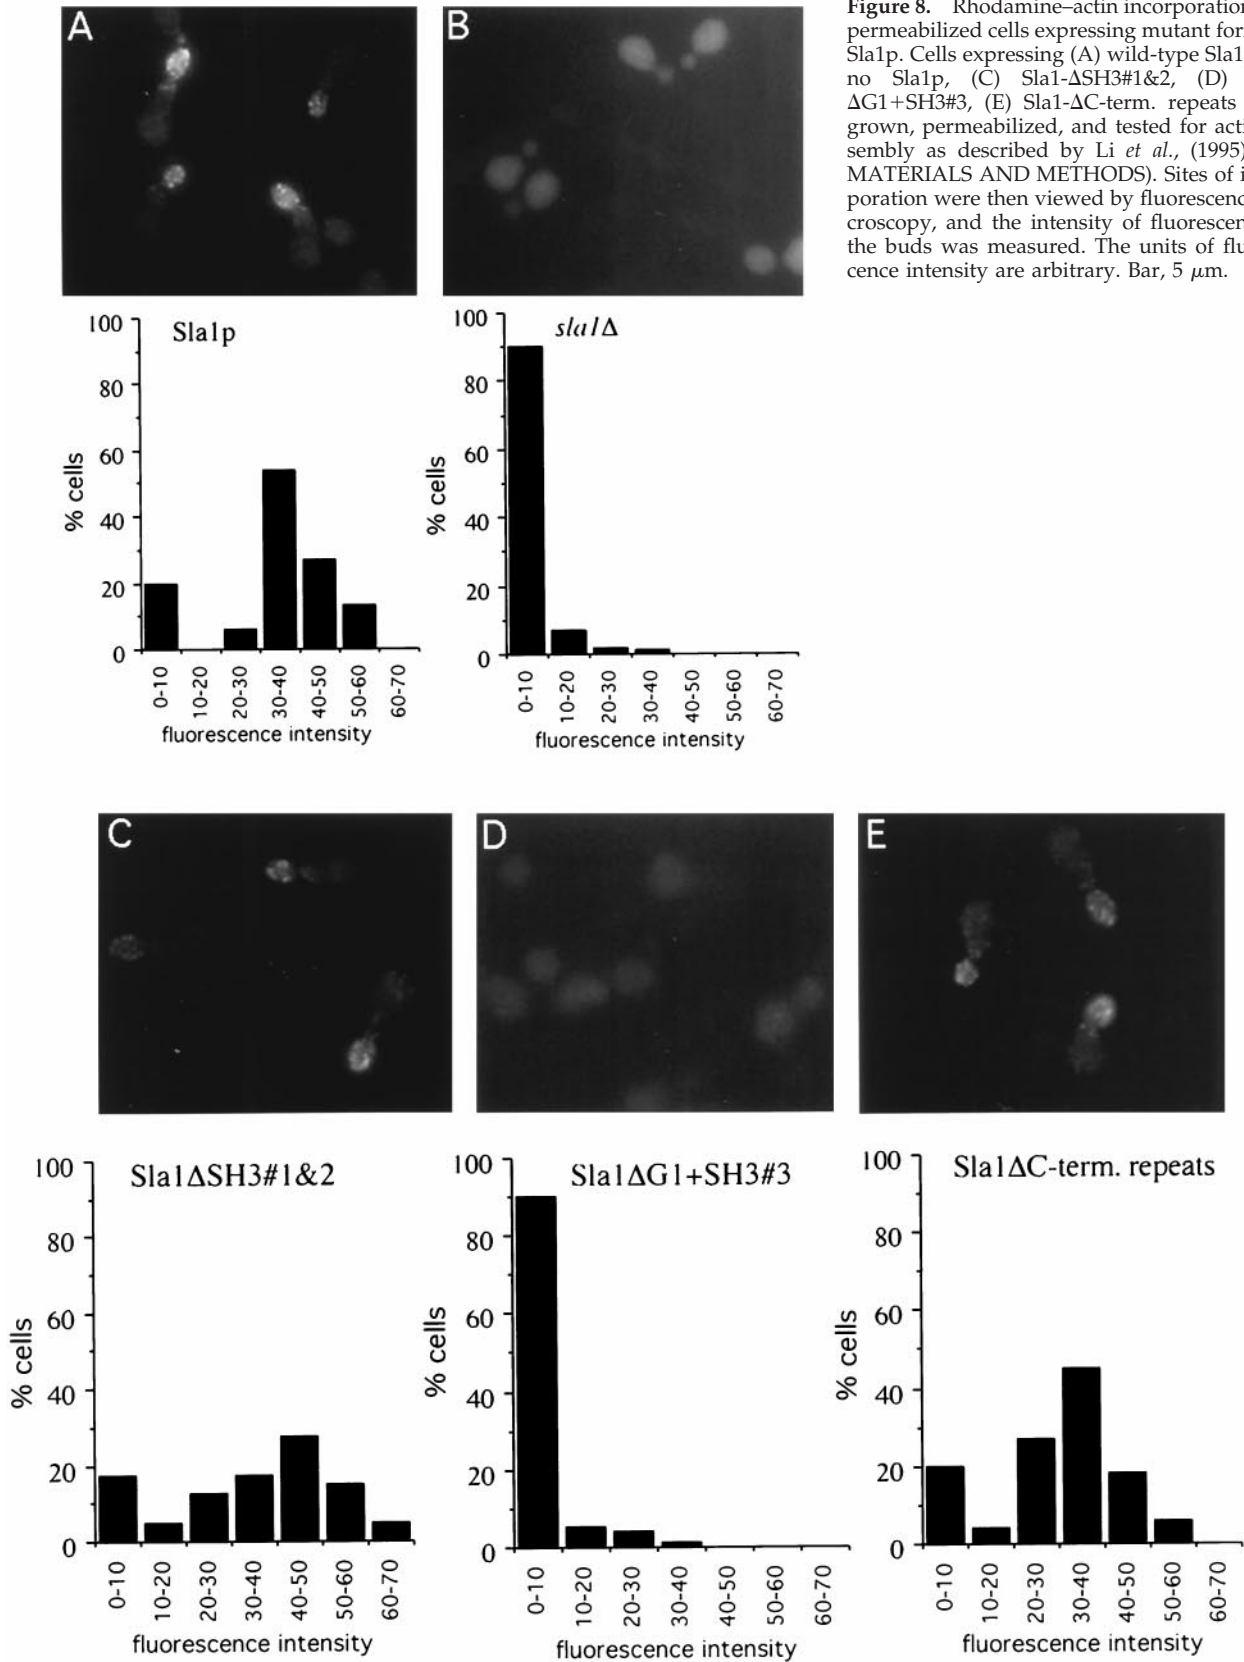 A
B
Figure 8. Rhodamine–actin incorporation
permeabilized cells expressing mutant for
Sla1p. Cells expressing (A) wild-type Sla1
no Sla1p, (C) Sla1-ΔSH3#1&2, (D)
ΔG1+SH3#3, (E) Sla1-ΔC-term. repeats
grown, permeabilized, and tested for acti
sembly as described by Li et al., (1995)
MATERIALS AND METHODS). Sites of i
poration were then viewed by fluorescenc
croscopy, and the intensity of fluorescen
the buds was measured. The units of flu
cence intensity are arbitrary. Bar, 5 μm.
Sla1p
% cells
100
80
60
40
20
0
0-10
10-20
20-30
30-40
40-50
50-60
60-70
fluorescence intensity
sla1Δ
% cells
100
80
60
40
20
0
0-10
10-20
20-30
30-40
40-50
50-60
60-70
fluorescence intensity
C
D
E
Sla1ΔSH3#1&2
% cells
100
80
60
40
20
0
0-10
10-20
20-30
30-40
40-50
50-60
60-70
fluorescence intensity
Sla1ΔG1+SH3#3
% cells
100
80
60
40
20
0
0-10
10-20
20-30
30-40
40-50
50-60
60-70
fluorescence intensity
Sla1ΔC-term. repeats
% cells
100
80
60
40
20
0
0-10
10-20
20-30
30-40
40-50
50-60
60-70
fluorescence intensity